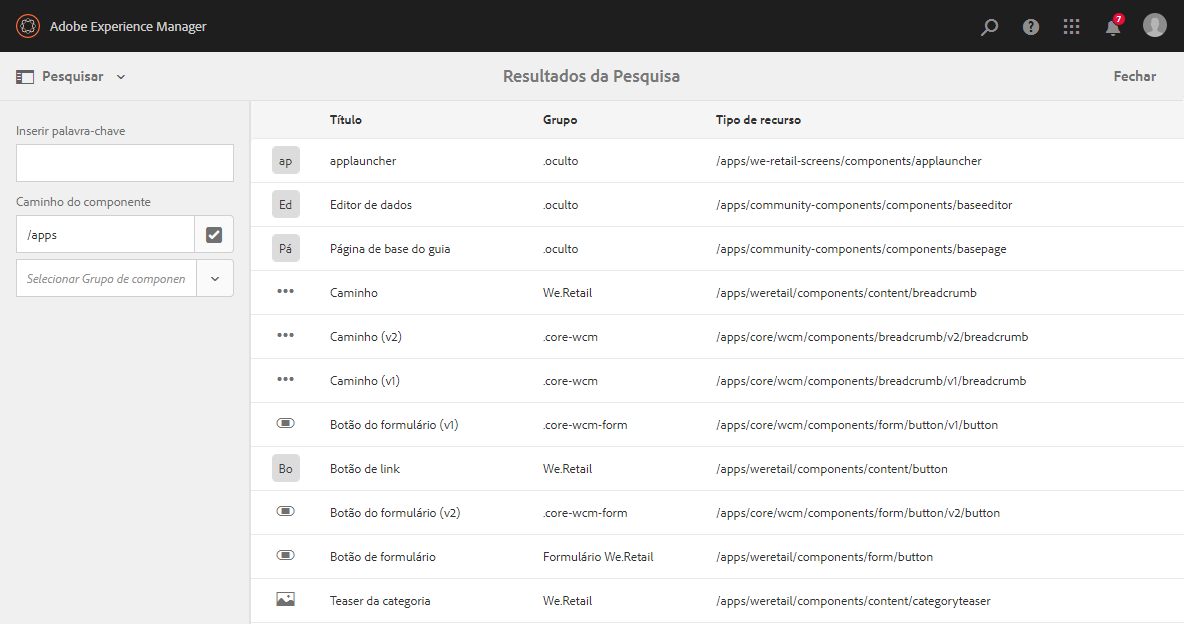 Adobe Experience Manager
7
Pesquisar
Resultados da Pesquisa
Fechar
Inserir palavra-chave
Caminho do componente
/apps
Selecionar Grupo de componen
Título Grupo Tipo de recurso
ap applauncher .oculto /apps/we-retail-screens/components/applauncher
Ed Editor de dados .oculto /apps/community-components/components/baseeditor
Pá Página de base do guia .oculto /apps/community-components/components/basepage
Caminho We.Retail /apps/weretail/components/content/breadcrumb
Caminho (v2) .core-wcm /apps/core/wcm/components/breadcrumb/v2/breadcrumb
Caminho (v1) .core-wcm /apps/core/wcm/components/breadcrumb/v1/breadcrumb
Botão do formulário (v1) .core-wcm-form /apps/core/wcm/components/form/button/v1/button
Bo Botão de link We.Retail /apps/weretail/components/content/button
Botão do formulário (v2) .core-wcm-form /apps/core/wcm/components/form/button/v2/button
Botão de formulário Formulário We.Retail /apps/weretail/components/form/button
Teaser da categoria We.Retail /apps/weretail/components/content/categoryteaser